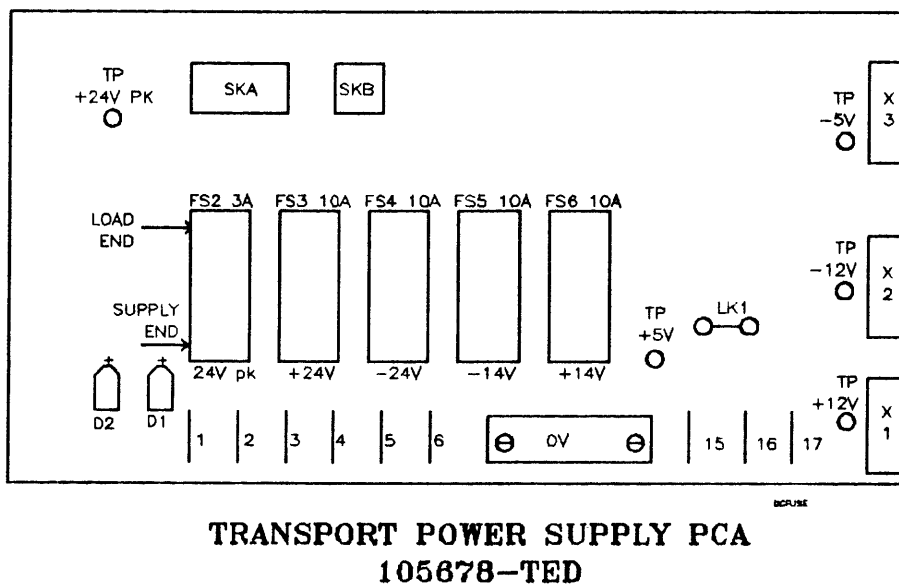 TP
+24V PK
SKA
SKB
TP
-5V
X
3
FS2 3A
FS3 10A
FS4 10A
FS5 10A
FS6 10A
LOAD
END
TP
-12V
X
2
SUPPLY
END
TP
+5V
LK1
24V pk
+24V
-24V
-14V
+14V
+
+
D2
D1
TP
+12V
X
1
1
2
3
4
5
6
0V
15
16
17
BCFUSE
TRANSPORT POWER SUPPLY PCA
105678-TED